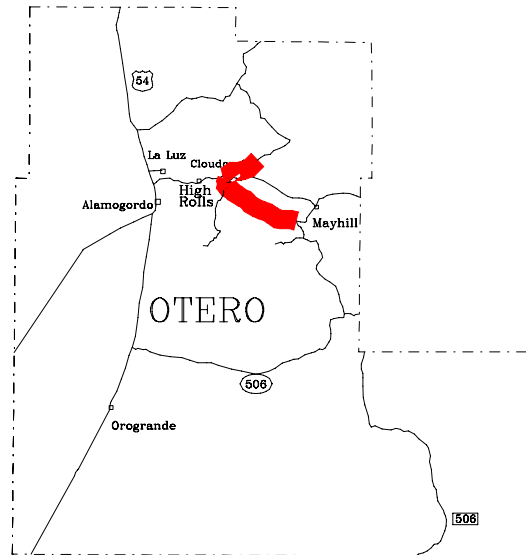 54
La Luz
Cloudc
High
Rolls
Alamogordo
Mayhill
OTERO
506
Orogrande
506